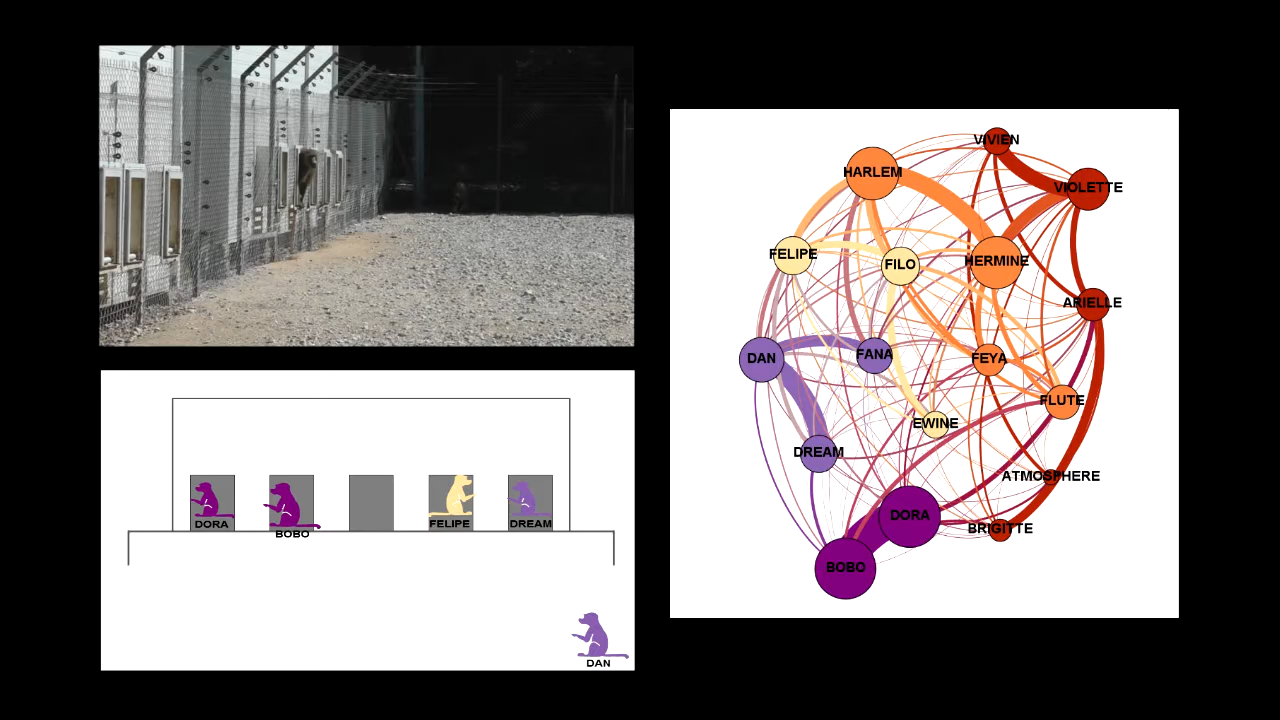 DORA
BOBO
FELIPE
DREAM
DAN
VIVIEN
HARLEM
VIOLETTE
FELIPE
FILO
HERMINE
ARIELLE
DAN
FANA
FEYA
FLUTE
EWINE
DREAM
ATMOSPHERE
DORA
BRIGITTE
BOBO